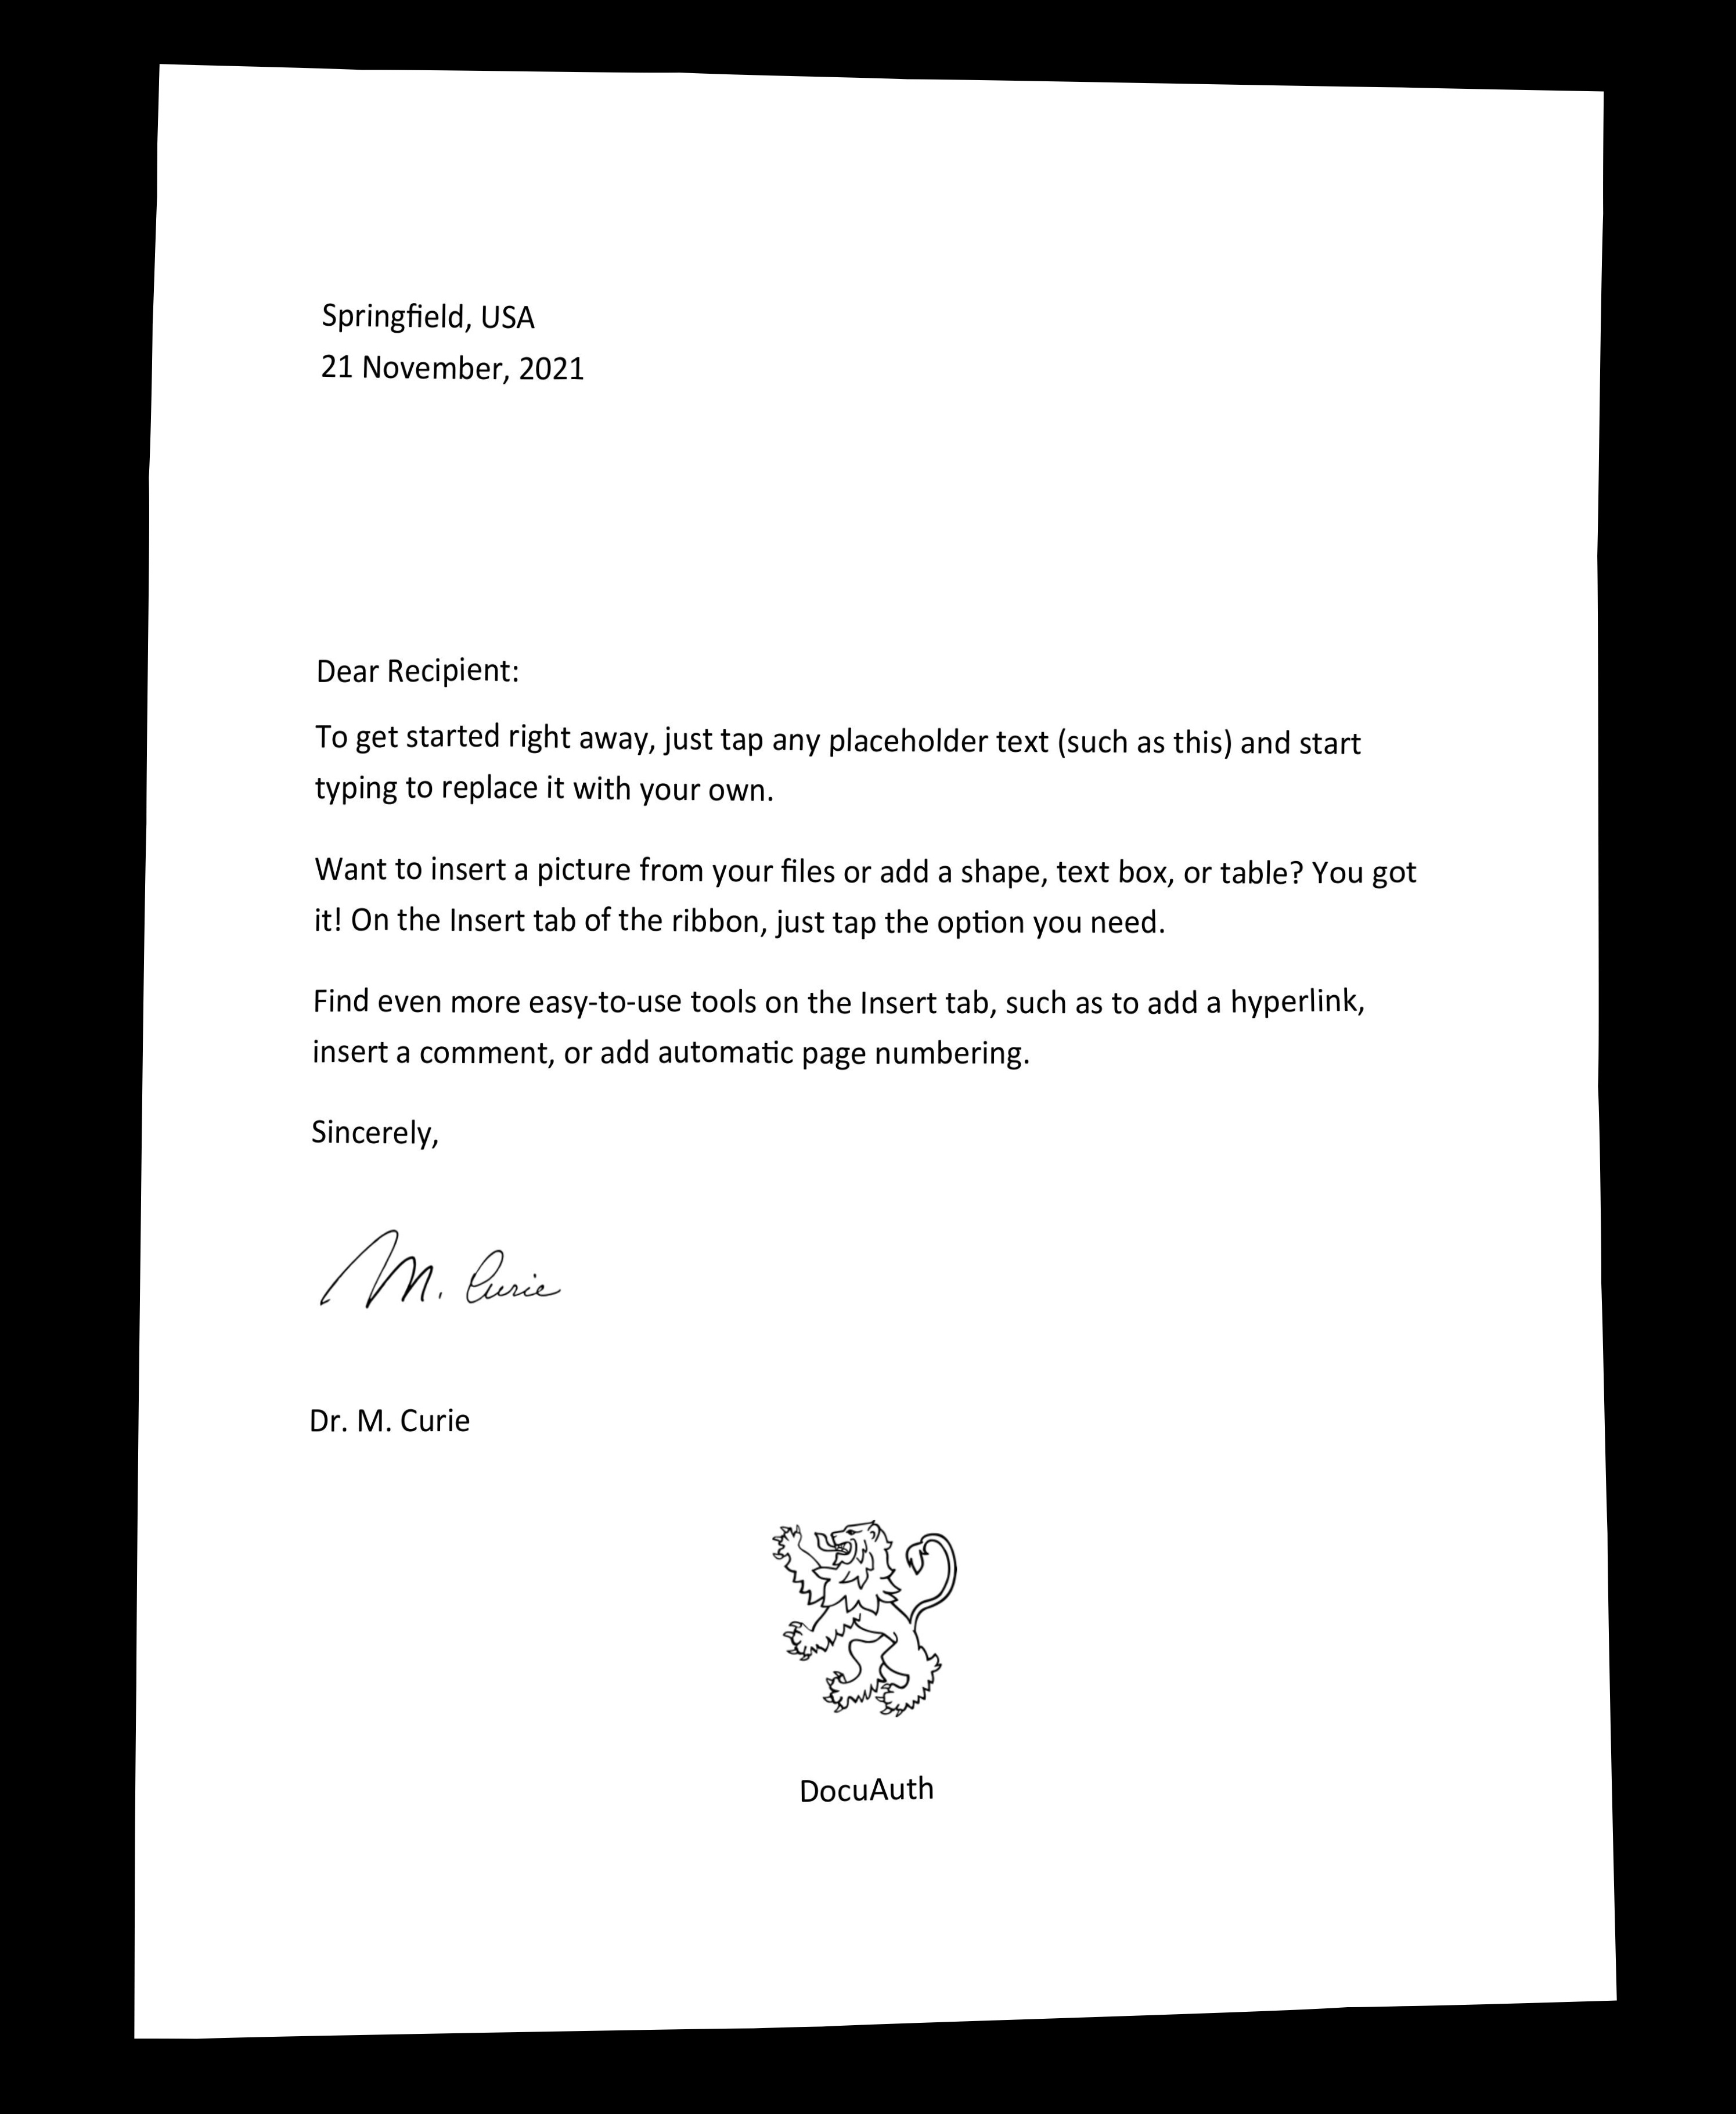 Springfield, USA
21 November, 2021
Dear Recipient:
To get started right away, just tap any placeholder text (such as this) and start
typing to replace it with your own.
Want to insert a picture from your files or add a shape, text box, or table? You got
it! On the Insert tab of the ribbon, just tap the option you need.
Find even more easy-to-use tools on the Insert tab, such as to add a hyperlink,
insert a comment, or add automatic page numbering.
Sincerely,
M. Curie
Dr. M. Curie
DocuAuth